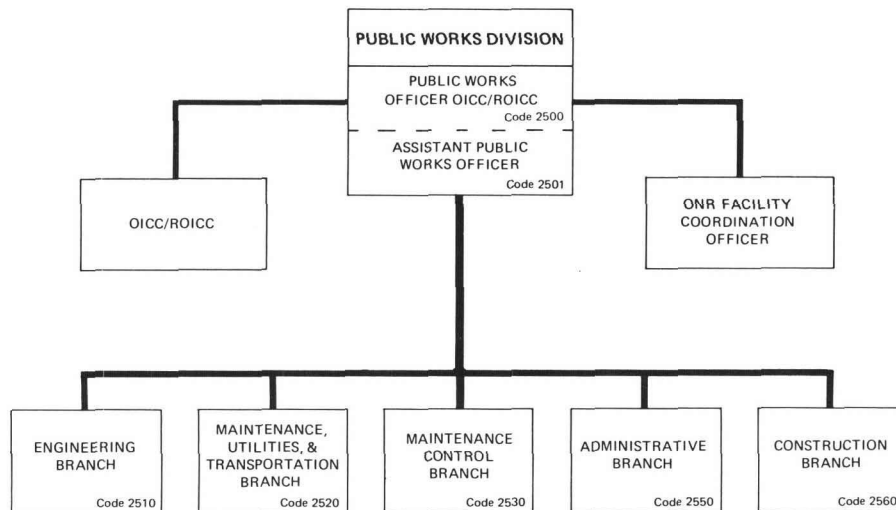 PUBLIC WORKS DIVISION
PUBLIC WORKS
OFFICER OICC/ROICC
Code 2500
ASSISTANT PUBLIC
WORKS OFFICER
Code 2501
OICC/ROICC
ONR FACILITY
COORDINATION
OFFICER
ENGINEERING
BRANCH
Code 2510
MAINTENANCE,
UTILITIES, &
TRANSPORTATION
BRANCH
Code 2520
MAINTENANCE
CONTROL
BRANCH
Code 2530
ADMINISTRATIVE
BRANCH
Code 2550
CONSTRUCTION
BRANCH
Code 2560